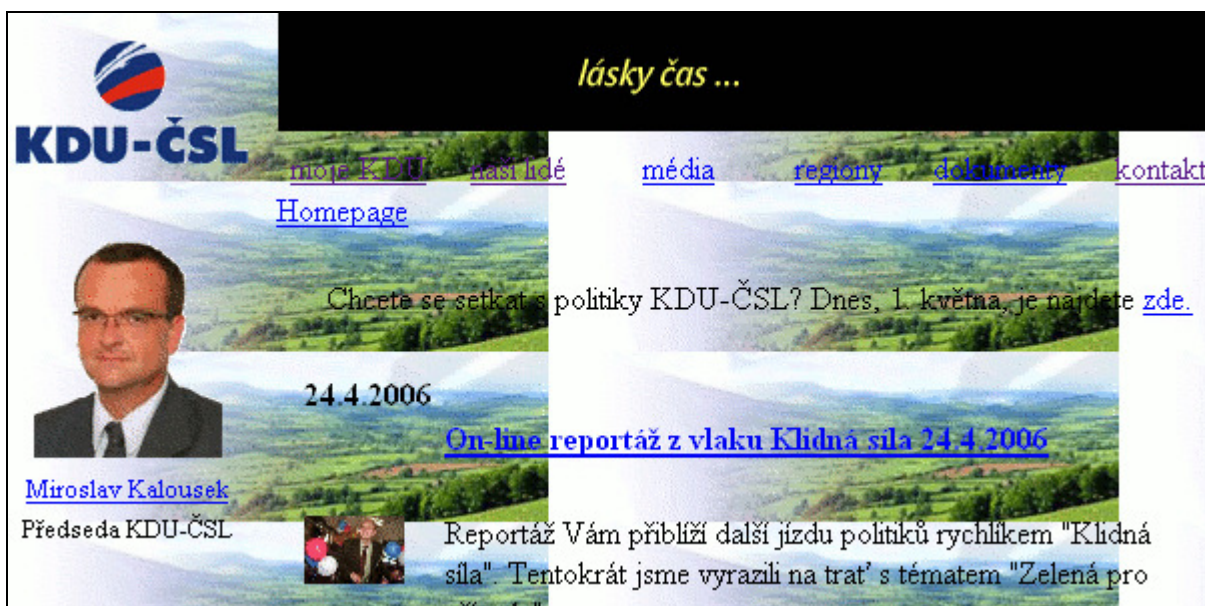 lásky čas ...
KDU-ČSL
moje KDU naši lidé média regiony dokumenty kontakt
Homepage
Chcete se setkat s politiky KDU-ČSL? Dnes, 1. května, je najdete zde.
24.4.2006
On-line reportáž z vlaku Klidná síla 24.4.2006
Miroslav Kalousek
Předseda KDU-ČSL
Reportáž Vám přiblíží další jízdu politiků rychlíkem "Klidná
síla". Tentokrát jsme vyrazili na trať s tématem "Zelená pro